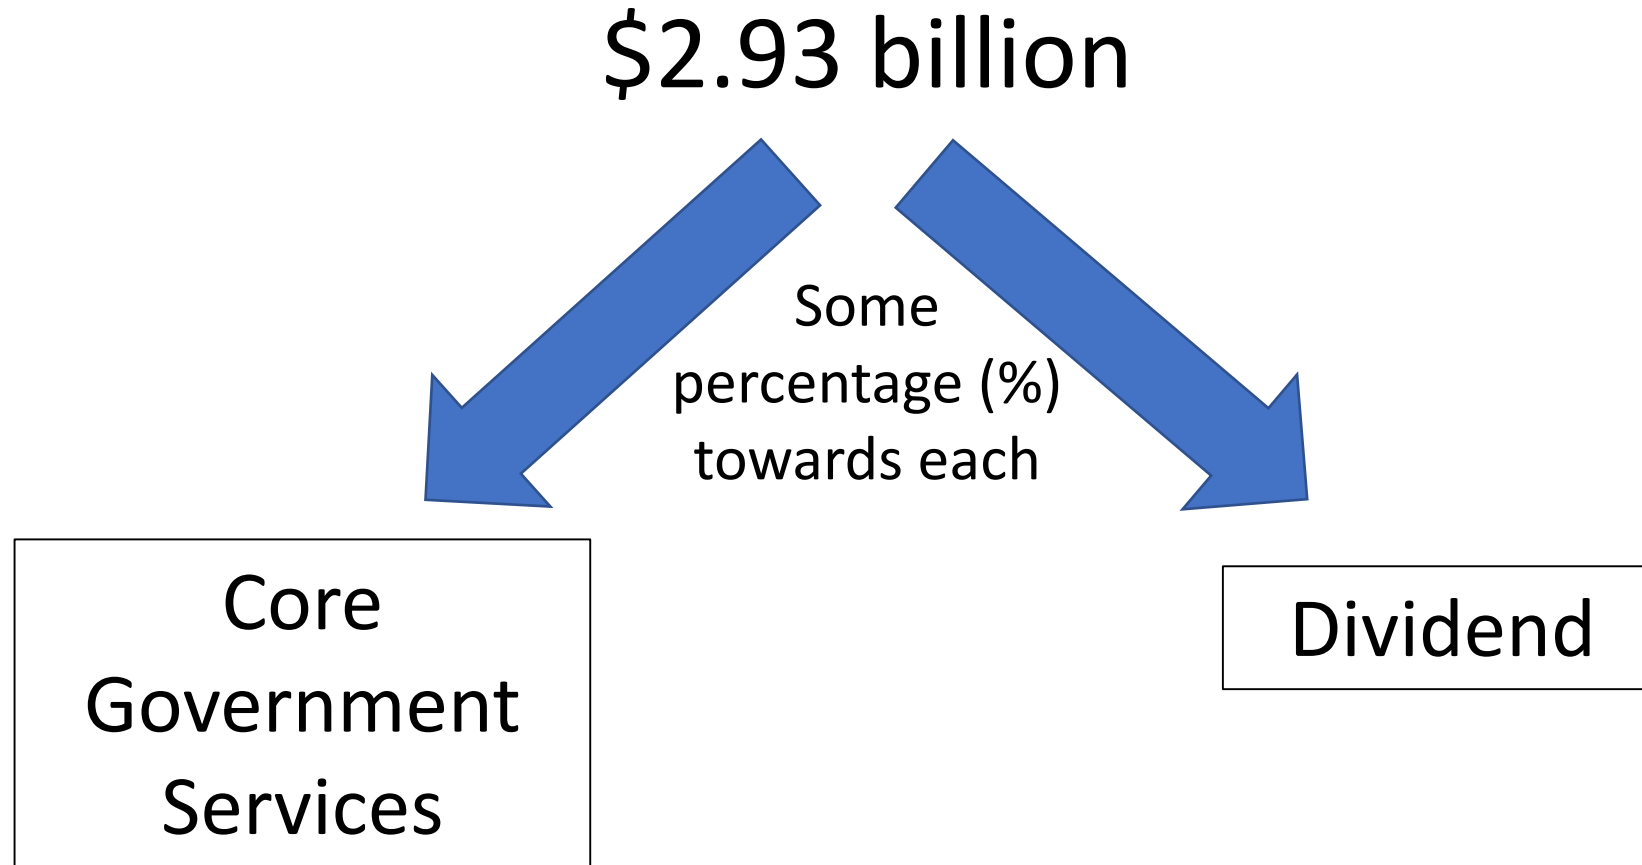 $2.93 billion
Some
percentage (%)
towards each
Core
Government
Services
Dividend